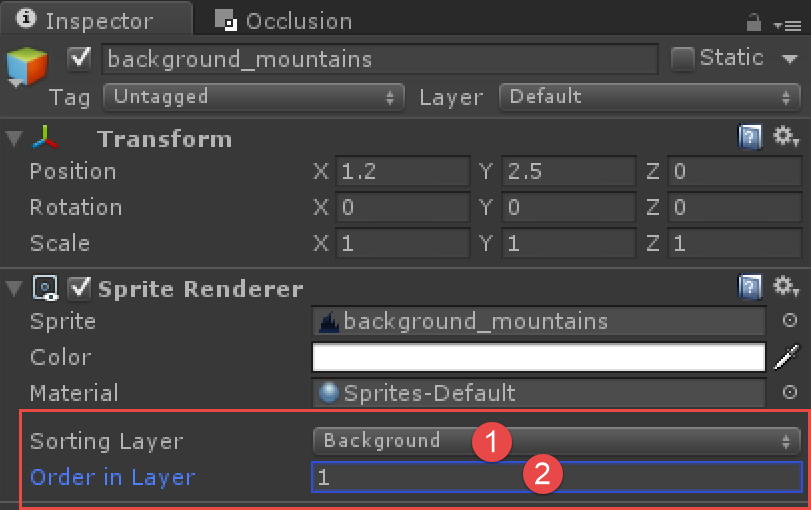 Inspector Occlusion
background_mountains Static
Tag Untagged Layer Default
Transform
Position X 1.2 Y 2.5 Z 0
Rotation X 0 Y 0 Z 0
Scale X 1 Y 1 Z 1
Sprite Renderer
Sprite background_mountains
Color
Material Sprites-Default
Sorting Layer Background 1
Order in Layer 1 2